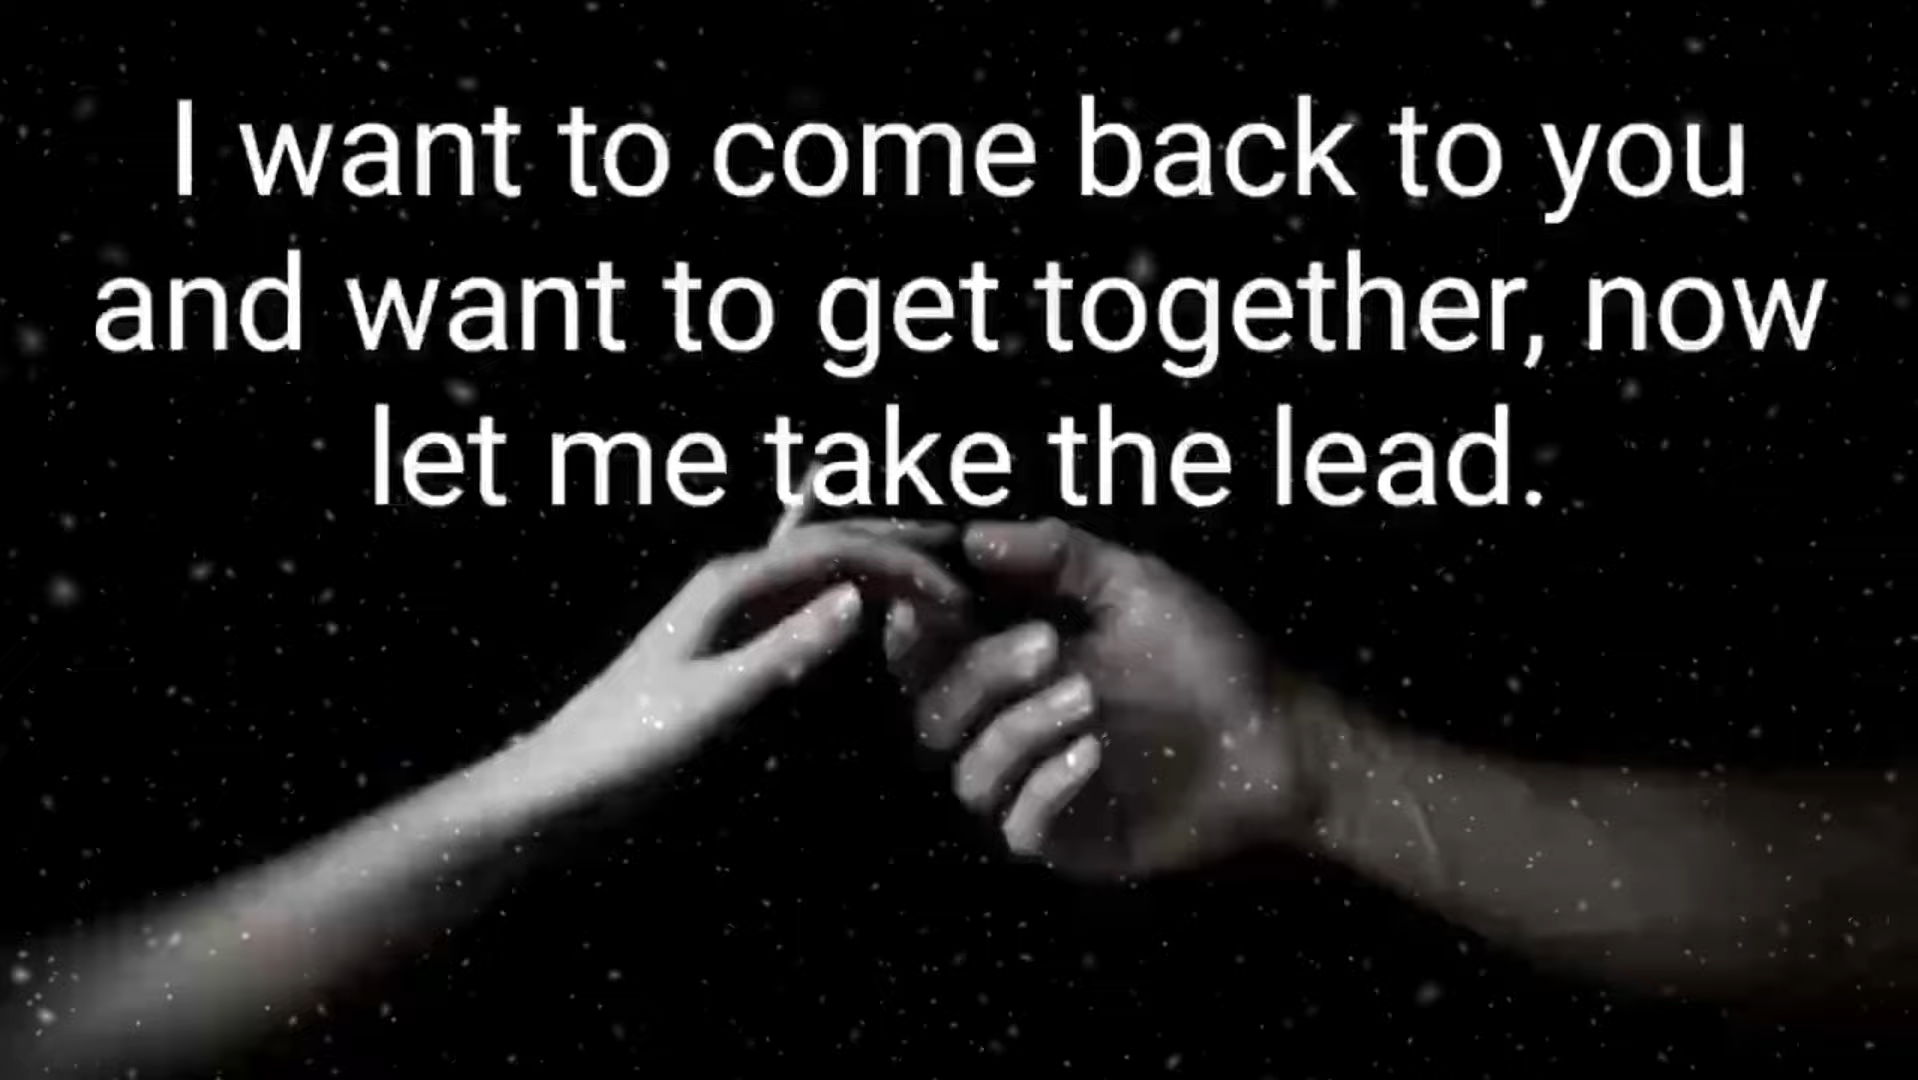 I want to come back to you
and want to get together, now
let me take the lead.